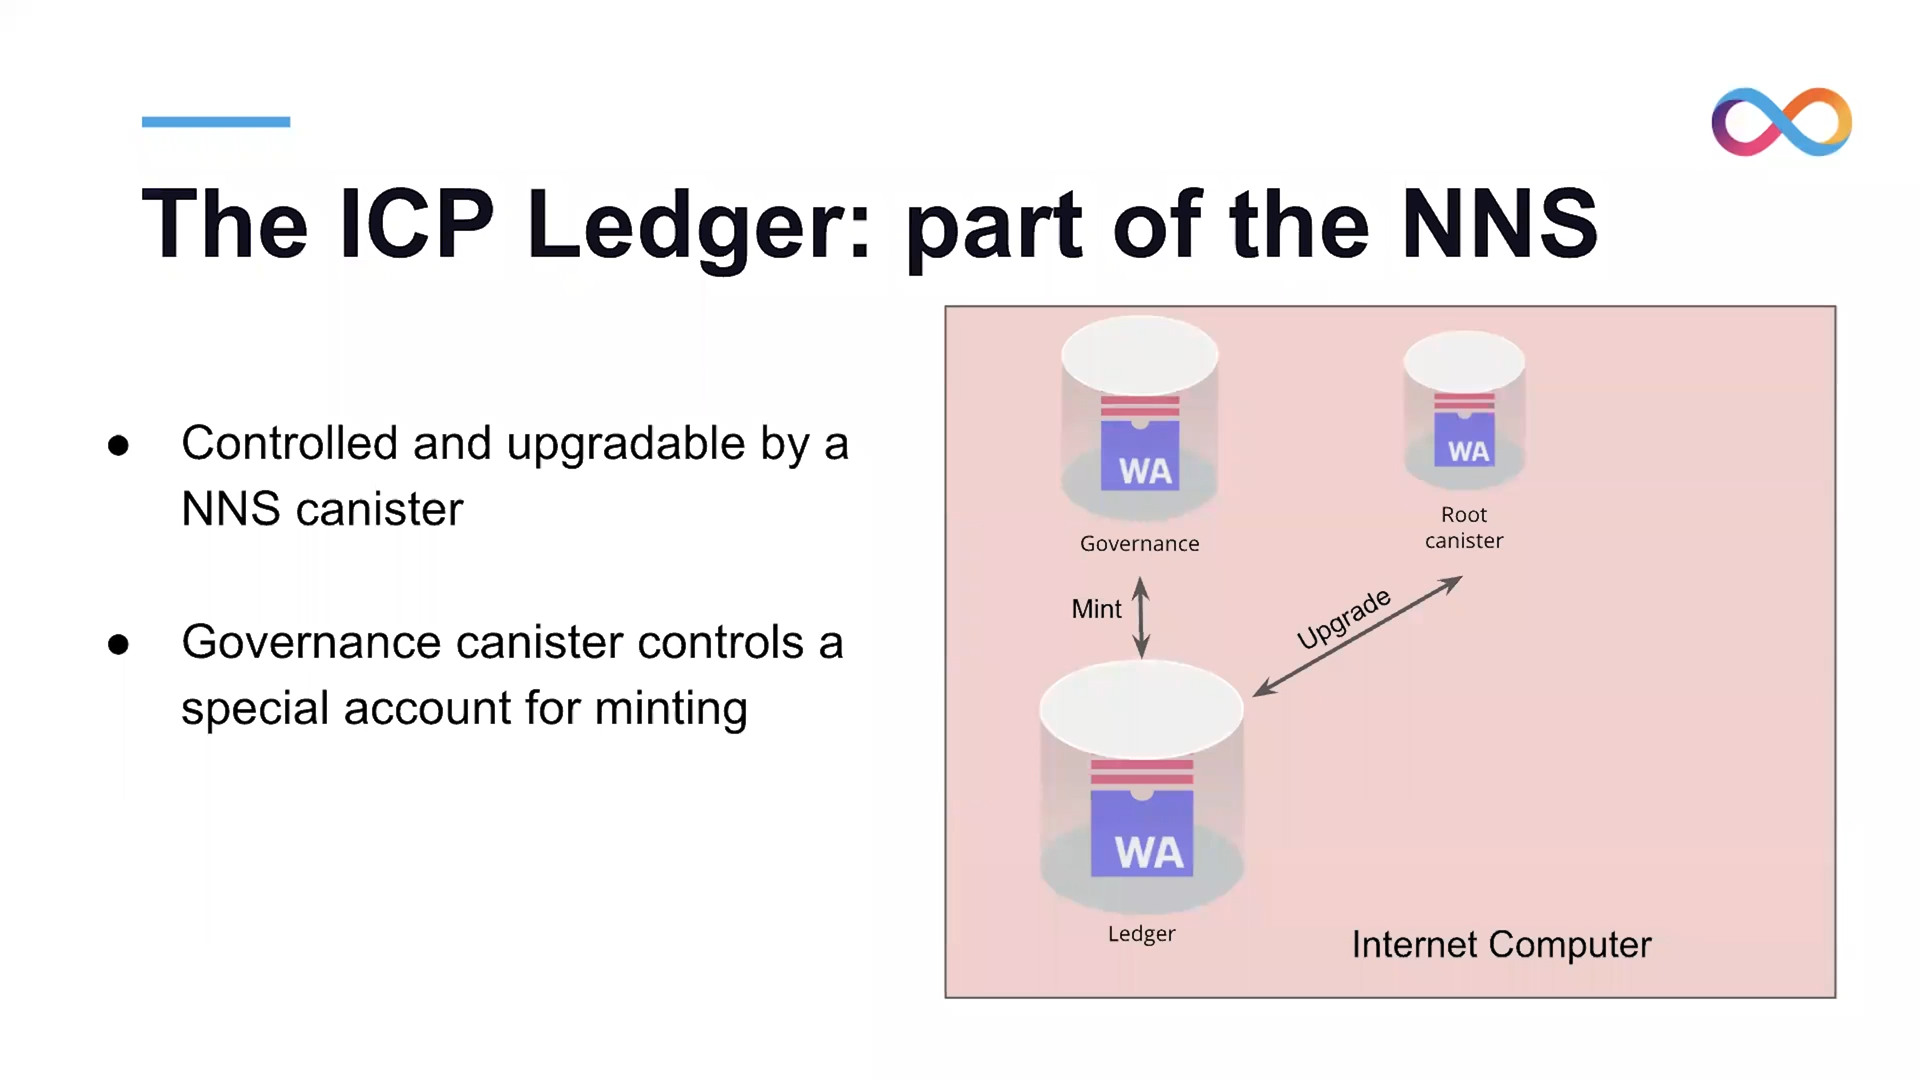 The ICP Ledger: part of the NNS
● Controlled and upgradable by a
NNS canister
● Governance canister controls a
special account for minting
WA
Governance
WA
Root
canister
Mint
Upgrade
WA
Ledger
Internet Computer